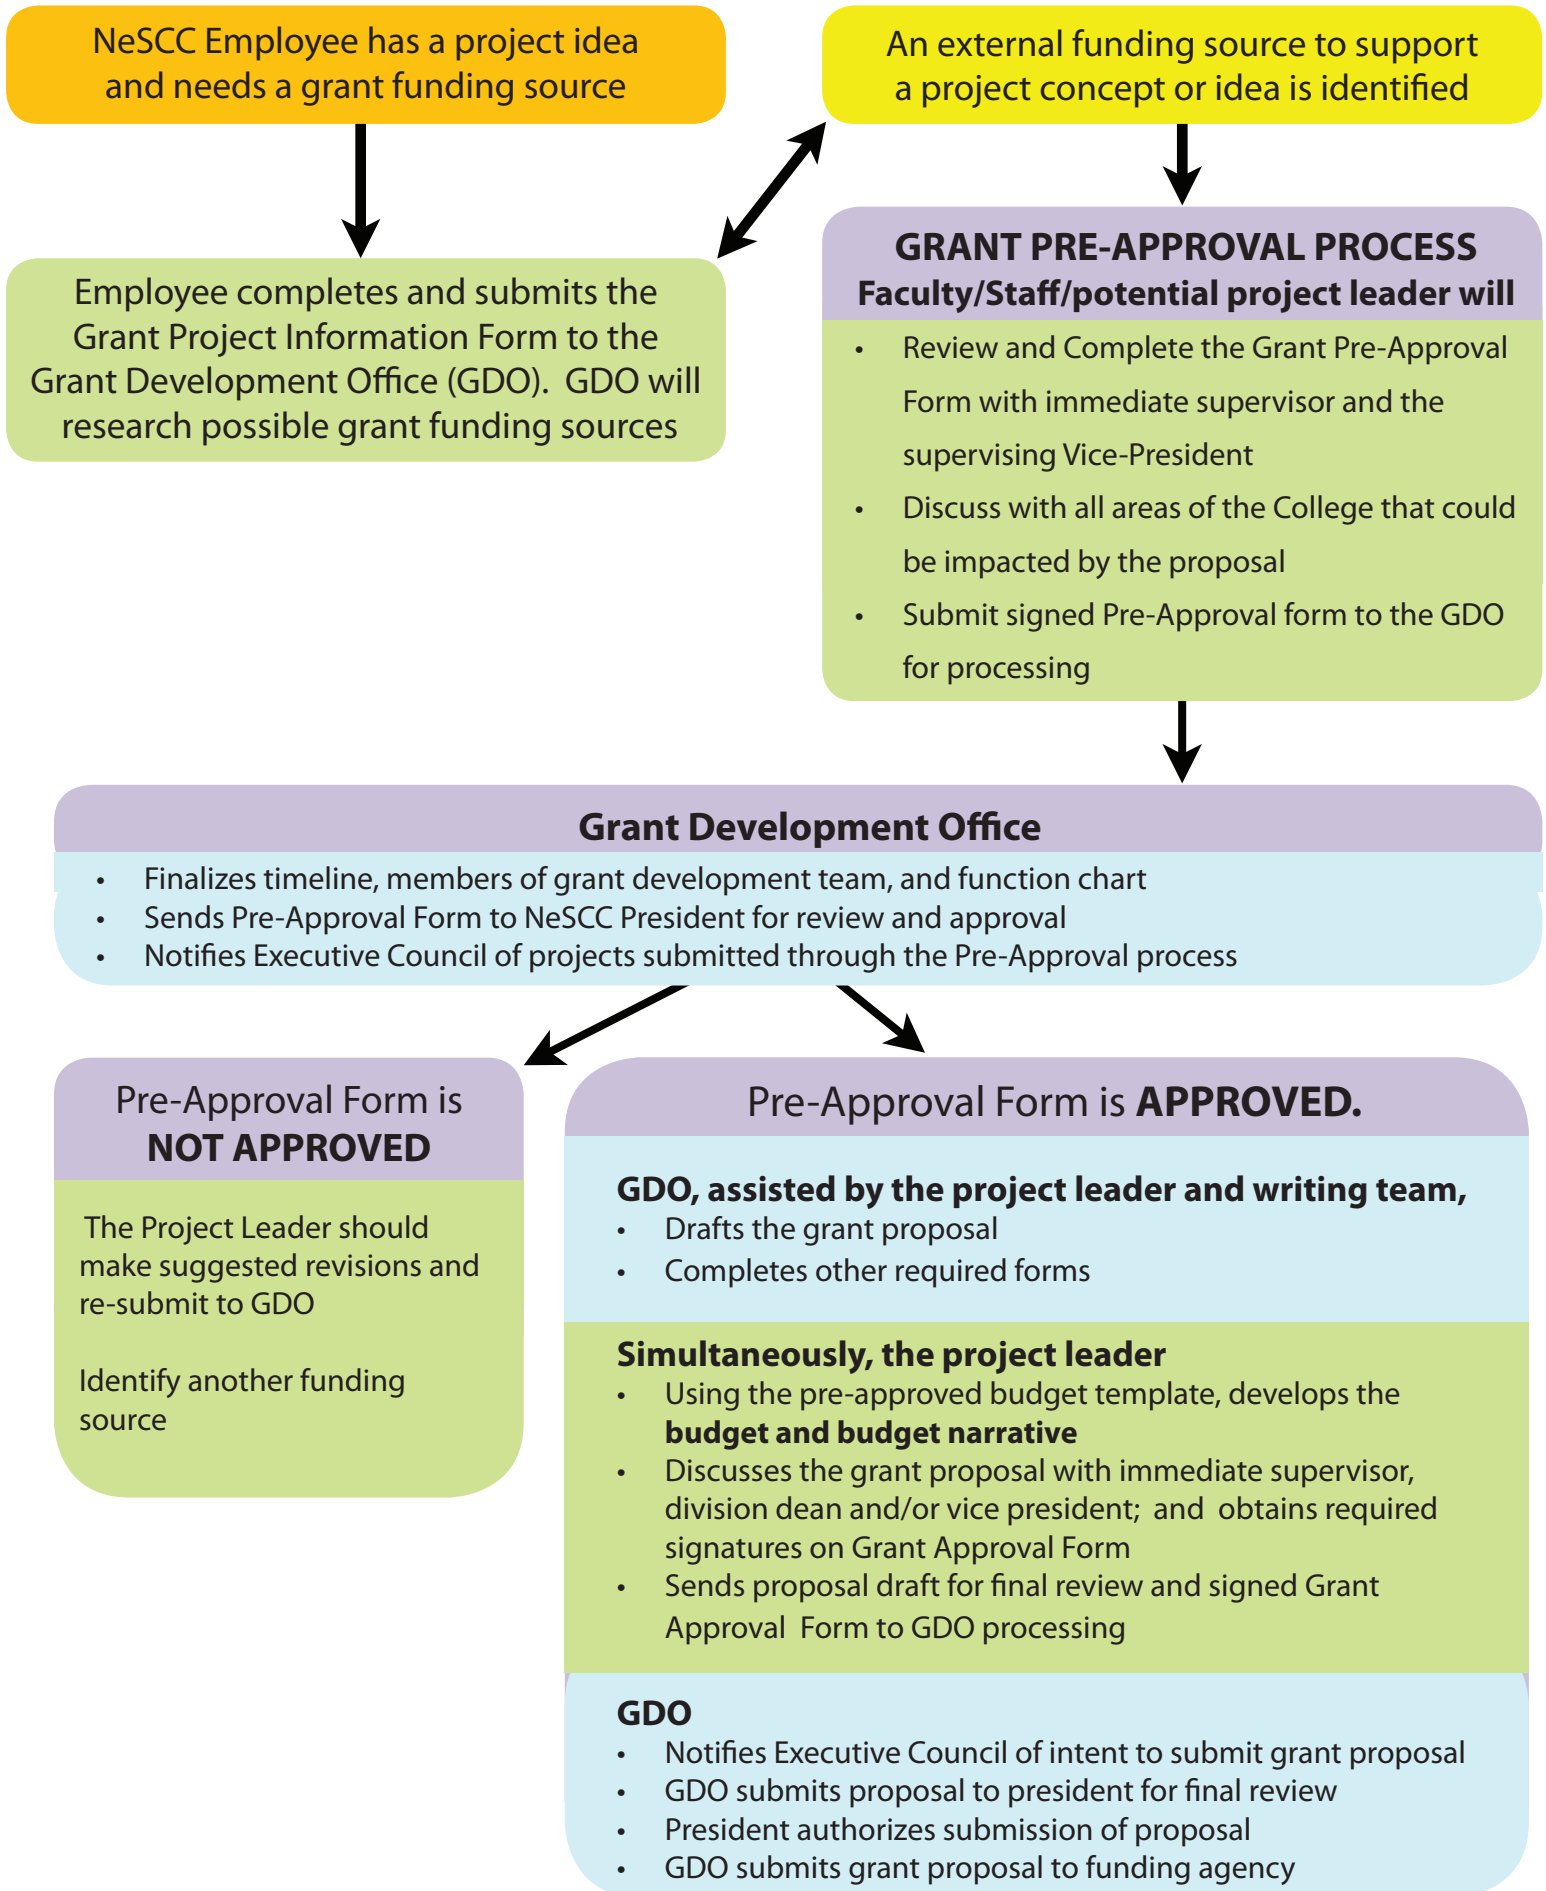 NeSCC Employee has a project idea
and needs a grant funding source
An external funding source to support
a project concept or idea is identified
Employee completes and submits the
Grant Project Information Form to the
Grant Development Office (GDO).  GDO will
research possible grant funding sources
GRANT PRE-APPROVAL PROCESS
Faculty/Staff/potential project leader will
• Review and Complete the Grant Pre-Approval
Form with immediate supervisor and the
supervising Vice-President
• Discuss with all areas of the College that could
be impacted by the proposal
• Submit signed Pre-Approval form to the GDO
for processing
Grant Development Office
• Finalizes timeline, members of grant development team, and function chart
• Sends Pre-Approval Form to NeSCC President for review and approval
• Notifies Executive Council of projects submitted through the Pre-Approval process
Pre-Approval Form is
NOT APPROVED
The Project Leader should
make suggested revisions and
re-submit to GDO
Identify another funding
source
Pre-Approval Form is APPROVED.
GDO, assisted by the project leader and writing team,
• Drafts the grant proposal
• Completes other required forms
Simultaneously, the project leader
• Using the pre-approved budget template, develops the
budget and budget narrative
• Discusses the grant proposal with immediate supervisor,
division dean and/or vice president;  and  obtains required
signatures on Grant Approval Form
• Sends proposal draft for final review and signed Grant
Approval  Form to GDO processing
GDO
• Notifies Executive Council of intent to submit grant proposal
• GDO submits proposal to president for final review
• President authorizes submission of proposal
• GDO submits grant proposal to funding agency